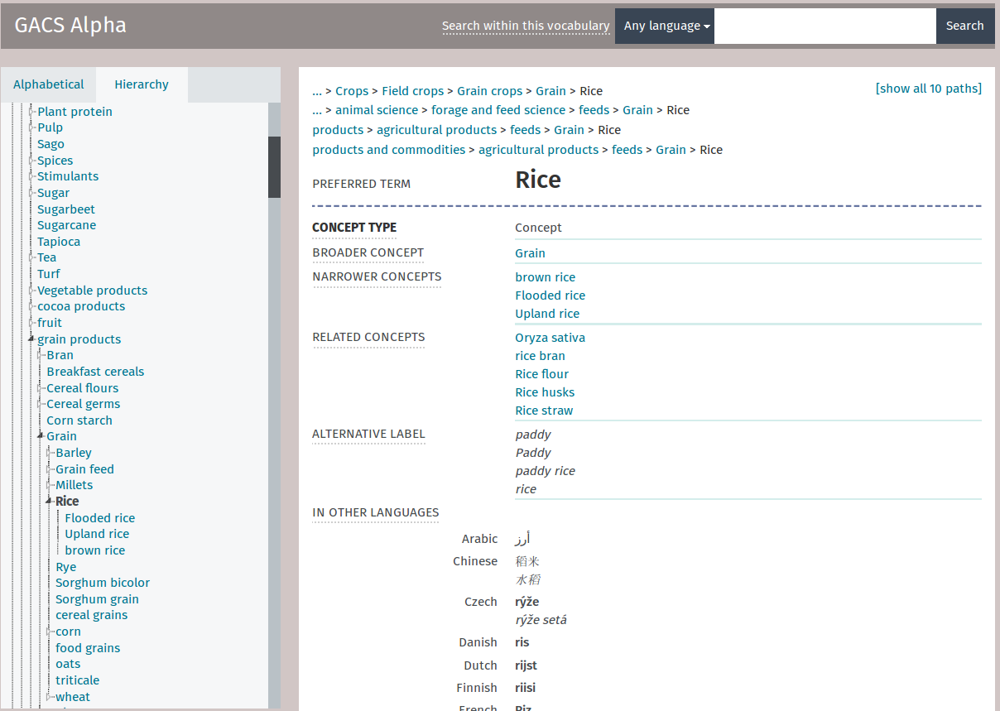 GACS Alpha
Search within this vocabulary
Any language
Search
Alphabetical
Hierarchy
Plant protein
Pulp
Sago
Spices
Stimulants
Sugar
Sugarbeet
Sugarcane
Tapioca
Tea
Turf
Vegetable products
cocoa products
fruit
grain products
Bran
Breakfast cereals
Cereal flours
Cereal germs
Corn starch
Grain
Barley
Grain feed
Millets
Rice
Flooded rice
Upland rice
brown rice
Rye
Sorghum bicolor
Sorghum grain
cereal grains
corn
food grains
oats
triticale
wheat
... > Crops > Field crops > Grain crops > Grain > Rice
[show all 10 paths]
... > animal science > forage and feed science > feeds > Grain > Rice
products > agricultural products > feeds > Grain > Rice
products and commodities > agricultural products > feeds > Grain > Rice
PREFERRED TERM
Rice
CONCEPT TYPE
Concept
BROADER CONCEPT
Grain
NARROWER CONCEPTS
brown rice
Flooded rice
Upland rice
RELATED CONCEPTS
Oryza sativa
rice bran
Rice flour
Rice husks
Rice straw
ALTERNATIVE LABEL
paddy
Paddy
paddy rice
rice
IN OTHER LANGUAGES
Arabic
أرز
Chinese
稻米
水稻
Czech
rýže
rýže setá
Danish
ris
Dutch
rijst
Finnish
riisi
French
Riz